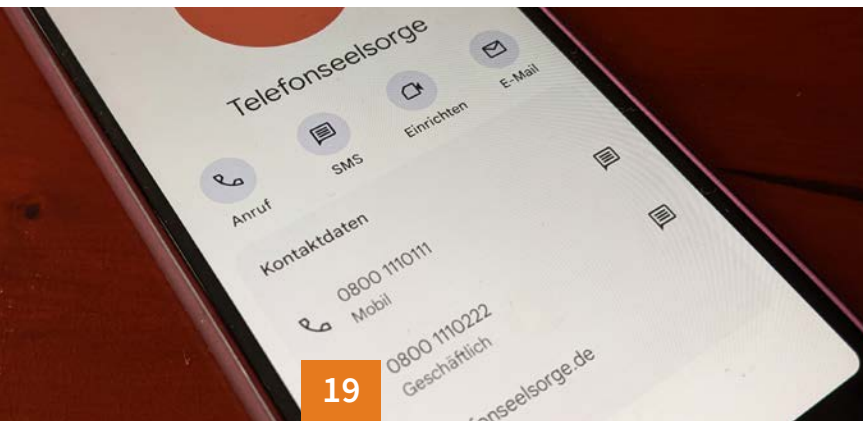 Telefonseelsorge
Anruf
SMS
Einrichten
E-Mail
Kontaktdaten
0800 1110111
Mobil
0800 1110222
Geschäftlich
19